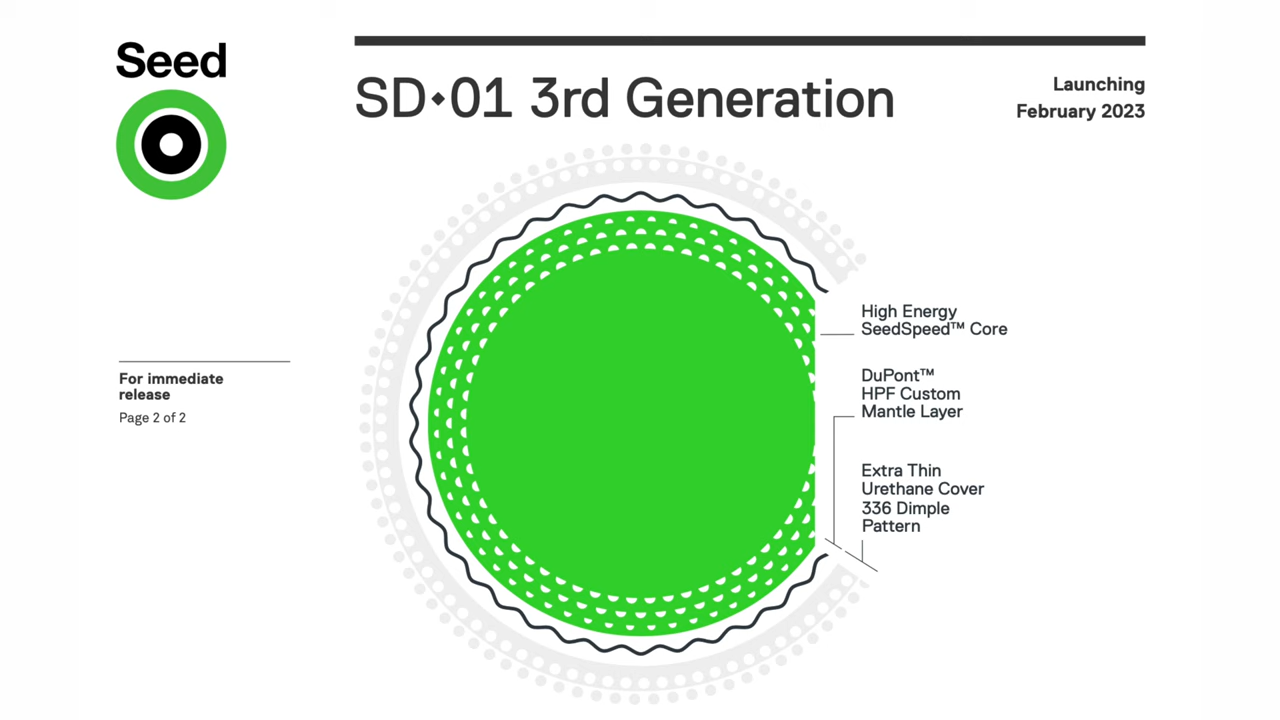 Seed
SD•01 3rd Generation
Launching
February 2023
High Energy
SeedSpeed™ Core
DuPont™
HPF Custom
Mantle Layer
Extra Thin
Urethane Cover
336 Dimple
Pattern
For immediate
release
Page 2 of 2